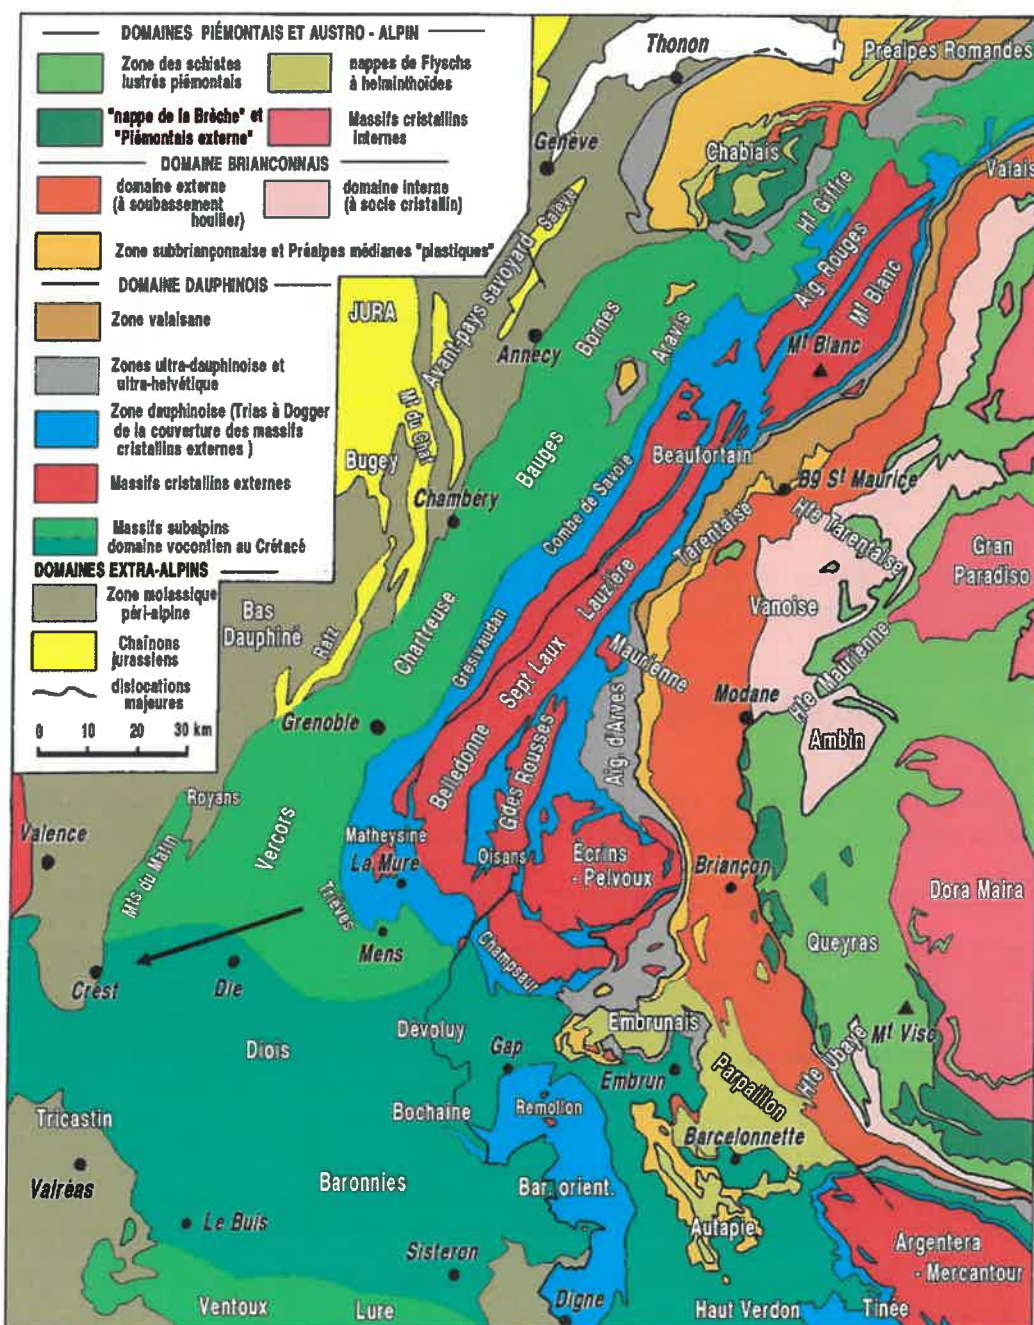 DOMAINES PIÉMONTAIS ET AUSTRO - ALPIN
Zone des schistes
lustrés piémontais
nappes de Flyschs
à helminthoïdes
"nappe de la Brèche" et
"Piémontais externe"
Massifs cristallins
internes
DOMAINE BRIANCONNAIS
domaine externe
(à soubassement
houiller)
domaine interne
(à socle cristallin)
Zone subbriançonnaise et Préalpes médianes "plastiques"
DOMAINE DAUPHINOIS
Zone valaisane
Zones ultra-dauphinoise et
ultra-helvétique
Zone dauphinoise (Trias à Dogger
de la couverture des massifs
cristallins externes )
Massifs cristallins externes
Massifs subalpins
domaine vocontien au Crétacé
DOMAINES EXTRA-ALPINS
Zone molassique
péri-alpine
Chaînons
jurassiens
dislocations
majeures
0 10 30 km
Thonon
Préalpes Romandes
Genève
Chablais
Valais
Salève
Ht Giffre
Aig. Rouges
Mt Blanc
JURA
Avant-pays savoyard
Bornes
Aravis
Annecy
Mt Blanc
Bugey
Mt du Chat
Bauges
Beaufortain
Chambéry
Combe de Savoie
B9 St Maurice
Tarentaise
Hte Tarentaise
Gran
Paradiso
Bas
Dauphiné
Ratz
Chartreuse
Grésivaudan
Lauzière
Vanoise
Sept Laux
Maurienne
Hte Maurienne
Modane
Grenoble
Ambin
Belledonne
Gdes Rousses
Aig. d'Arves
Royans
Valence
Vercors
Matheysine
La Mure
Oisans
Écrins
- Pelvoux
Briançon
Mts du Matin
Trièves
Dora Maira
Mens
Champsaur
Queyras
Crest
Die
Mt Viso
Dévoluy
Embrunais
Diois
Gap
Embrun
Parpaillon
Hte Ubaye
Tricastin
Bochaine
Remollon
Barcelonnette
Valréas
Baronnies
Bar. orient.
Le Buis
Autapie
Argentera
- Mercantour
Sisteron
Ventoux
Lure
Digne
Haut Verdon
Tinée